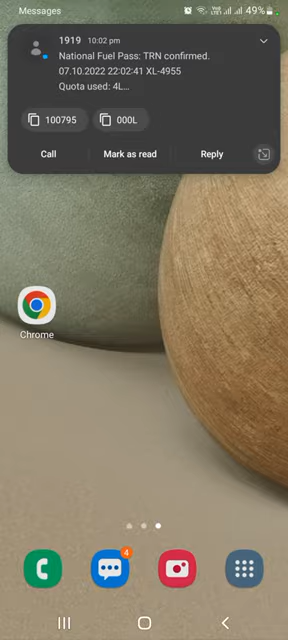 Messages
49%
1919 10:02 pm
National Fuel Pass: TRN confirmed.
07.10.2022 22:02:41 XL-4955
Quota used: 4L...
100795
000L
Call
Mark as read
Reply
Chrome
4